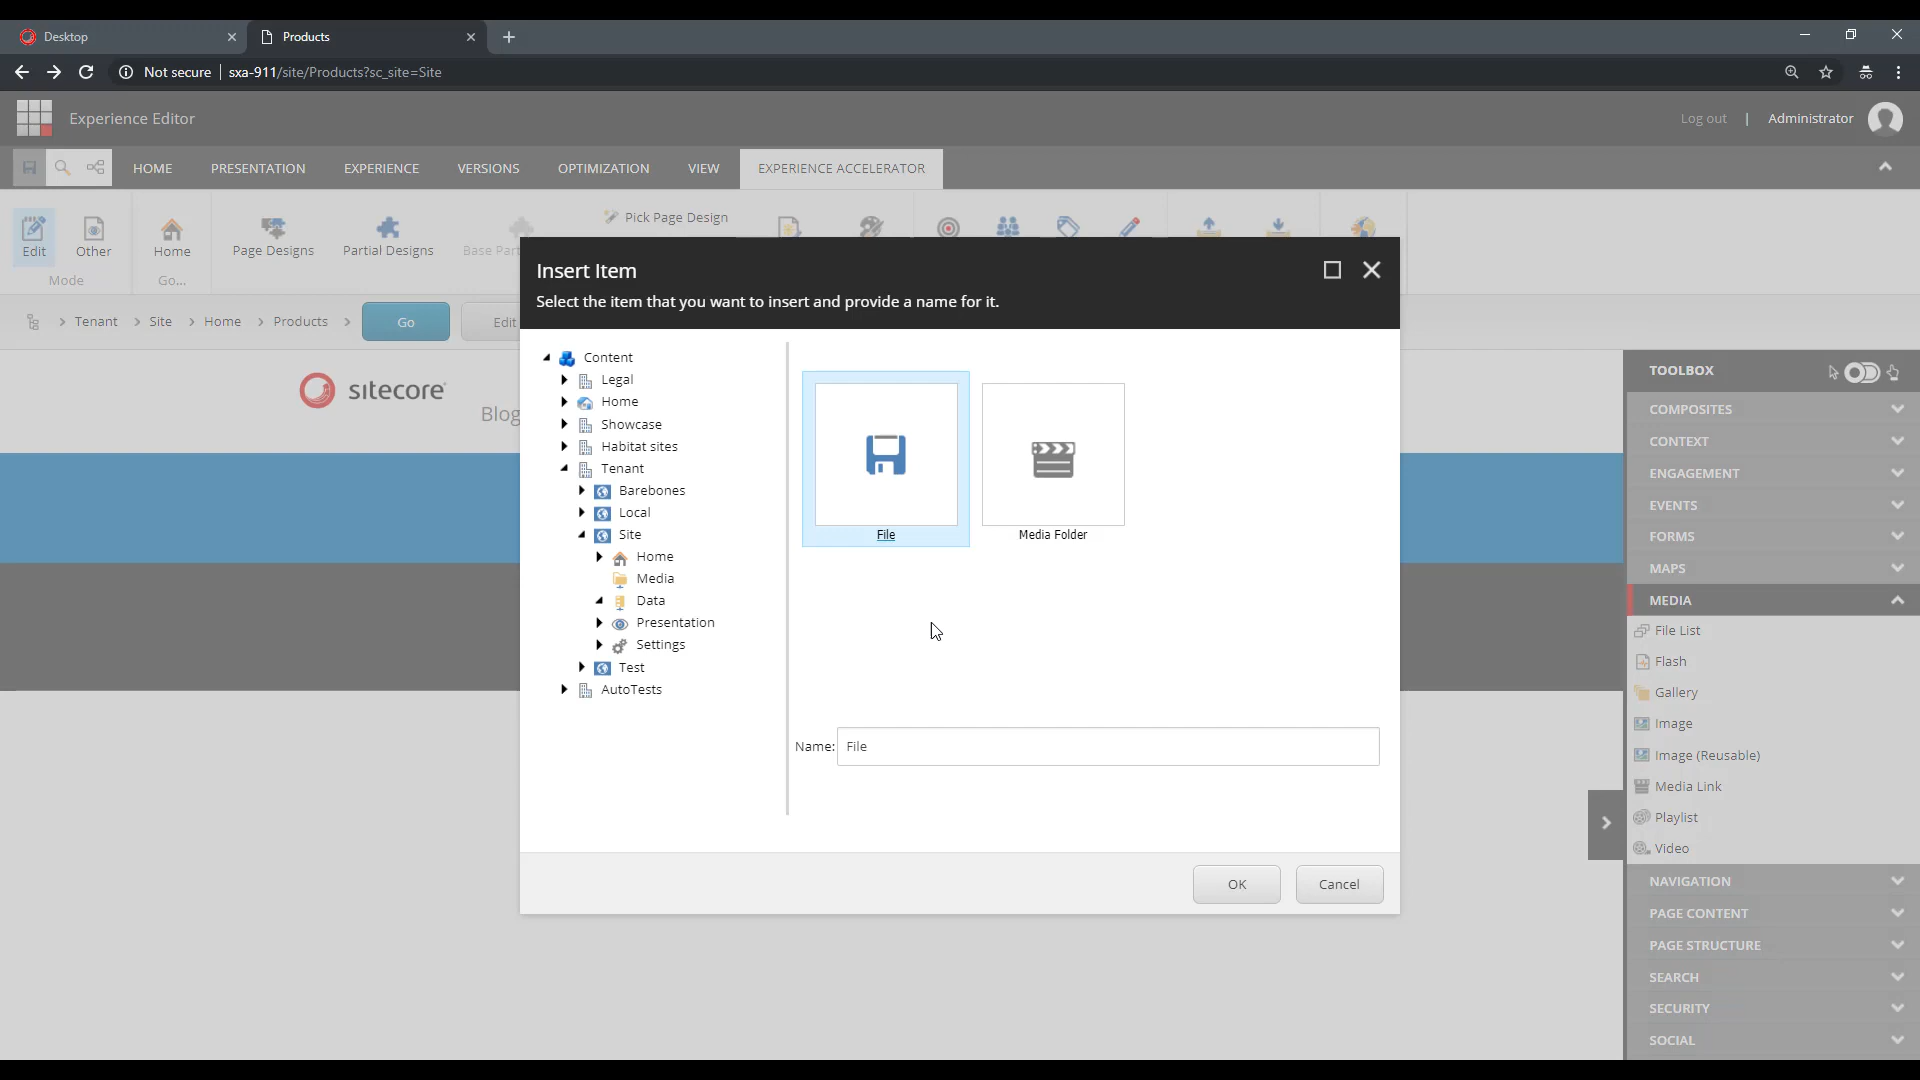 Desktop
Products
Not secure
sxa-911/site/Products?sc_site=Site
Experience Editor
Log out | Administrator
HOME
PRESENTATION
EXPERIENCE
VERSIONS
OPTIMIZATION
VIEW
EXPERIENCE ACCELERATOR
Edit
Other
Mode
Home
Go...
Page Designs
Partial Designs
Base Part
Pick Page Design
Tenant
Site
Home
Products
Go
Edit
sitecore
Blog
Insert Item
Select the item that you want to insert and provide a name for it.
Content
Legal
Home
Showcase
Habitat sites
Tenant
Barebones
Local
Site
Home
Media
Data
Presentation
Settings
Test
AutoTests
File
Media Folder
Name: File
OK
Cancel
TOOLBOX
COMPOSITES
CONTEXT
ENGAGEMENT
EVENTS
FORMS
MAPS
MEDIA
File List
Flash
Gallery
Image
Image (Reusable)
Media Link
Playlist
Video
NAVIGATION
PAGE CONTENT
PAGE STRUCTURE
SEARCH
SECURITY
SOCIAL